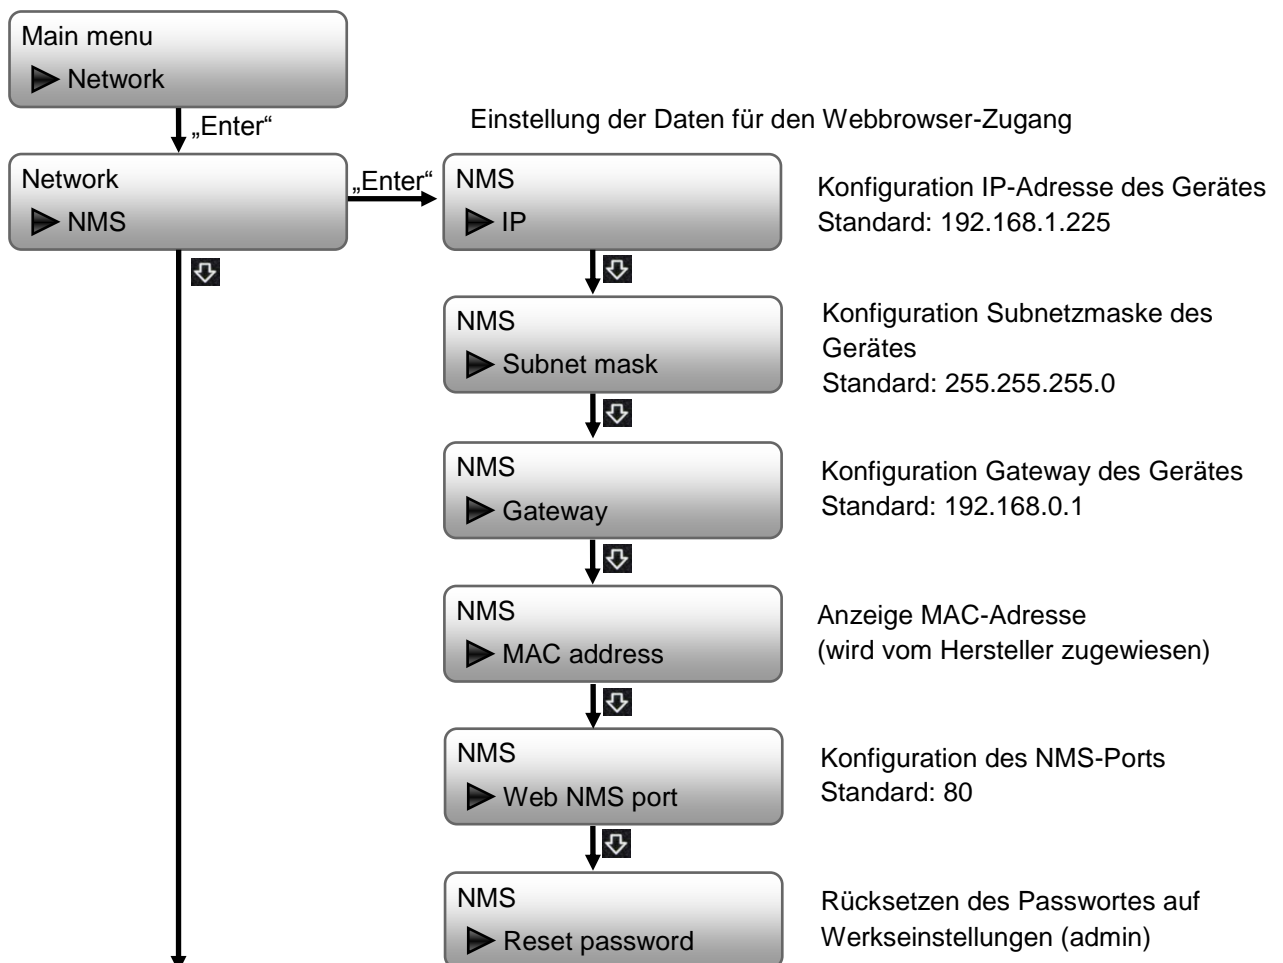 Main menu
Network
„Enter“
Einstellung der Daten für den Webbrowser-Zugang
Network
NMS
„Enter“
NMS
IP
Konfiguration IP-Adresse des Gerätes
Standard: 192.168.1.225
NMS
Subnet mask
Konfiguration Subnetzmaske des
Gerätes
Standard: 255.255.255.0
NMS
Gateway
Konfiguration Gateway des Gerätes
Standard: 192.168.0.1
NMS
MAC address
Anzeige MAC-Adresse
(wird vom Hersteller zugewiesen)
NMS
Web NMS port
Konfiguration des NMS-Ports
Standard: 80
NMS
Reset password
Rücksetzen des Passwortes auf
Werkseinstellungen (admin)